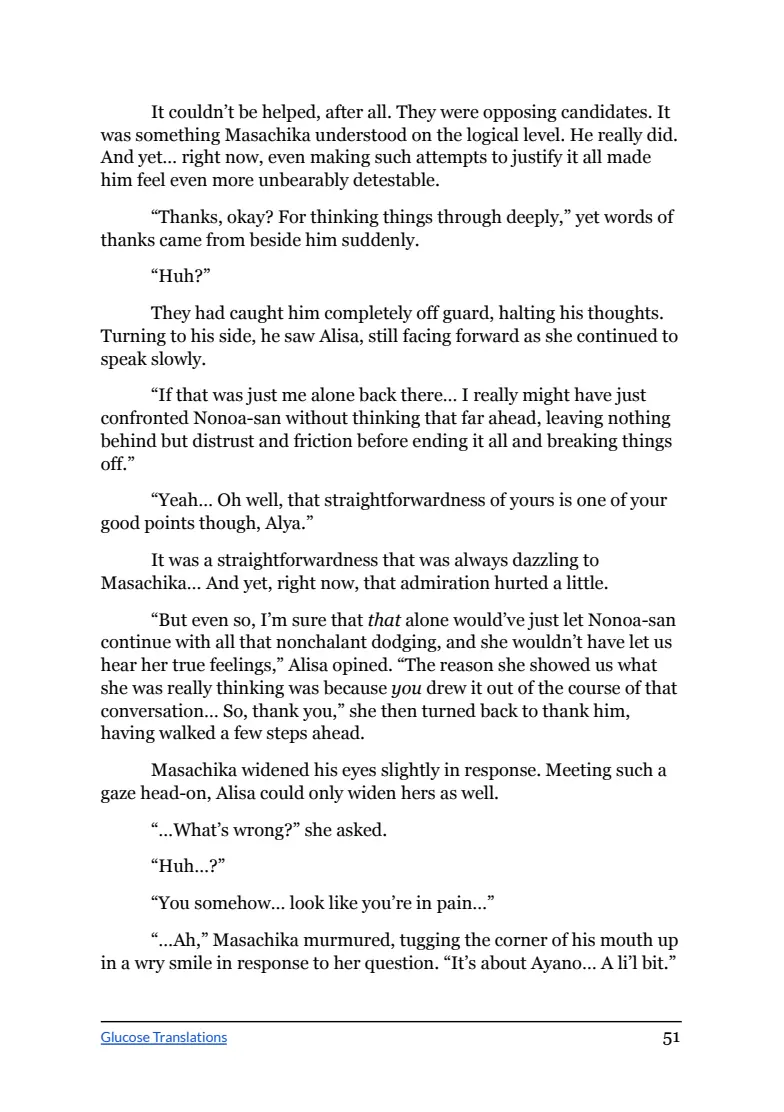 It couldn’t be helped, after all. They were opposing candidates. It
was something Masachika understood on the logical level. He really did.
And yet… right now, even making such attempts to justify it all made
him feel even more unbearably detestable.
“Thanks, okay? For thinking things through deeply,” yet words of
thanks came from beside him suddenly.
“Huh?”
They had caught him completely off guard, halting his thoughts.
Turning to his side, he saw Alisa, still facing forward as she continued to
speak slowly.
“If that was just me alone back there… I really might have just
confronted Nonoa-san without thinking that far ahead, leaving nothing
behind but distrust and friction before ending it all and breaking things
off.”
“Yeah… Oh well, that straightforwardness of yours is one of your
good points though, Alya.”
It was a straightforwardness that was always dazzling to
Masachika… And yet, right now, that admiration hurt a little.
“But even so, I’m sure that that alone would’ve just let Nonoa-san
continue with all that nonchalant dodging, and she wouldn’t have let us
hear her true feelings,” Alisa opined. “The reason she showed us what
she was really thinking was because you drew it out of the course of that
conversation… So, thank you,” she then turned back to thank him,
having walked a few steps ahead.
Masachika widened his eyes slightly in response. Meeting such a
gaze head-on, Alisa could only widen hers as well.
“…What’s wrong?” she asked.
“Huh…?”
“You somehow… look like you’re in pain…”
“…Ah,” Masachika murmured, tugging the corner of his mouth up
in a wry smile in response to her question. “It’s about Ayano… A li’l bit.”
Glucose Translations 51